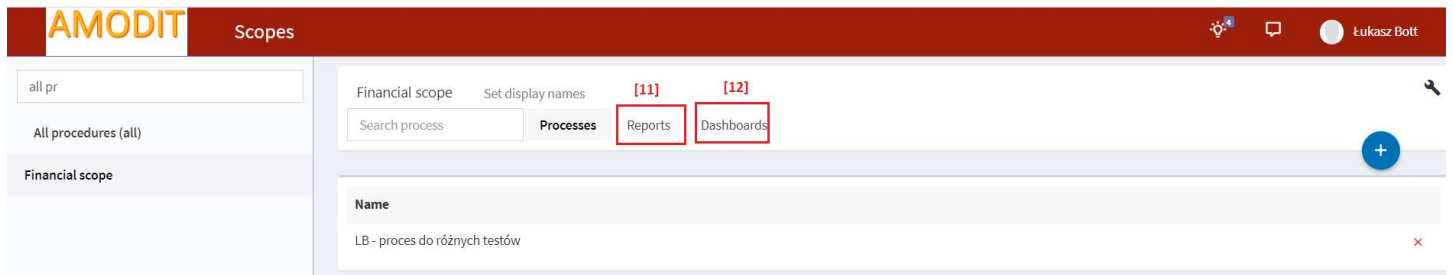 AMODIT
Scopes
4
Łukasz Bott
all pr
All procedures (all)
Financial scope
Financial scope Set display names [11] [12]
Search process Processes Reports Dashboards
+
Name
LB - proces do różnych testów ×